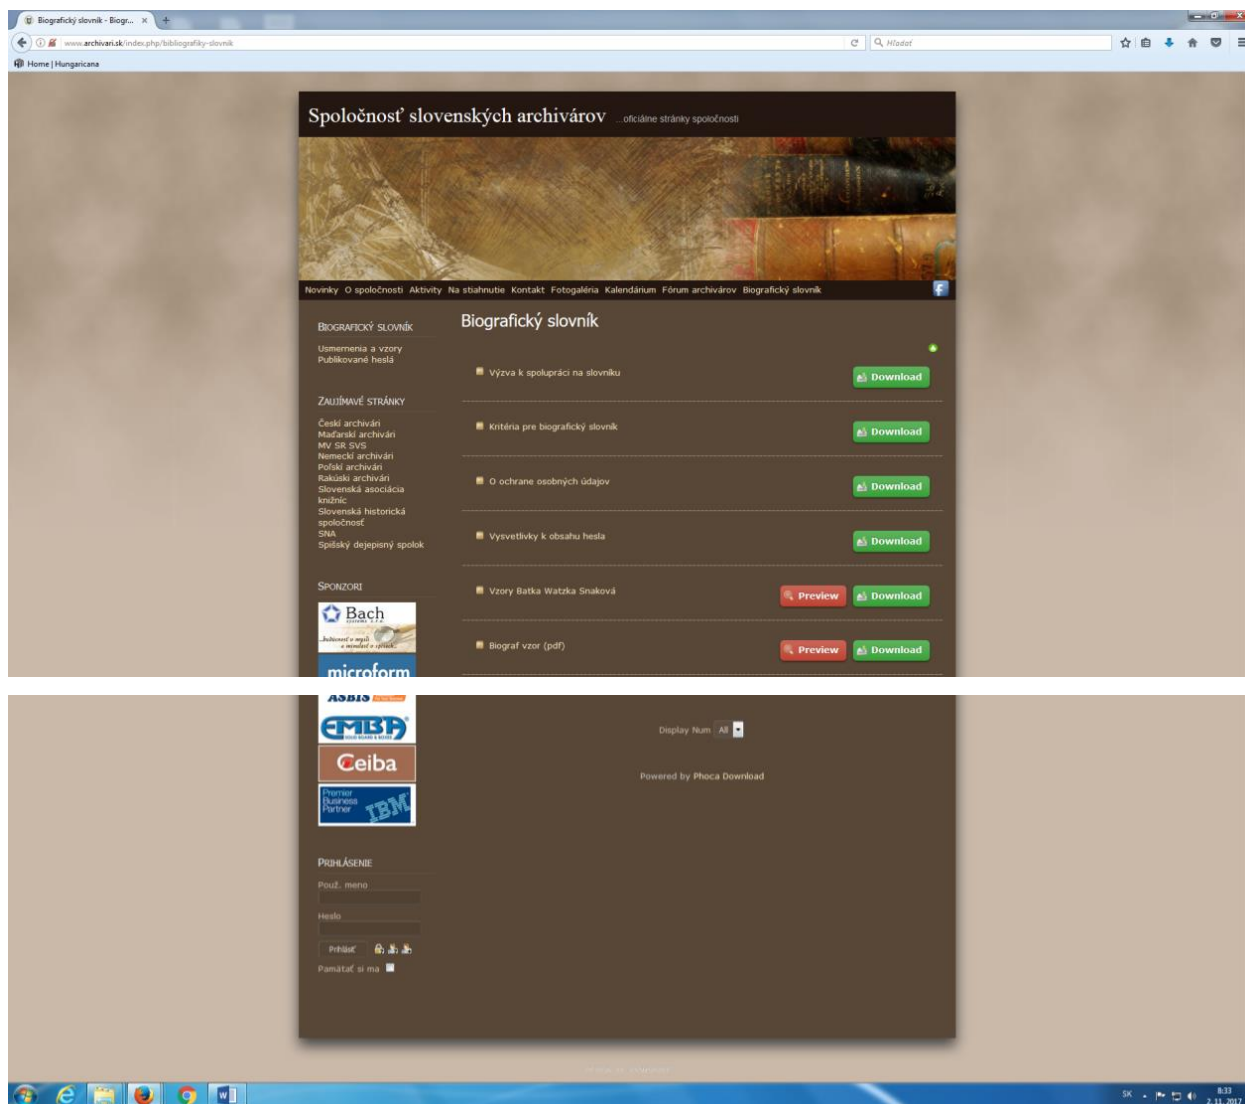 Biografický slovník - Biogr...
www.archivari.sk/index.php/bibliografiky-slovnik
Hľadať
Home | Hungaricana
Spoločnosť slovenských archivárov ...oficiálne stránky spoločnosti
Novinky O spoločnosti Aktivity Na stiahnutie Kontakt Fotogaléria Kalendárium Fórum archivárov Biografický slovník
Biografický slovník
Usmernenia a vzory
Publikované heslá
Zaujímavé stránky
Českí archivári
Maďarskí archivári
MV SR SVS
Nemeckí archivári
Poľskí archivári
Rakúski archivári
Slovenská asociácia
knižníc
Slovenská historická
spoločnosť
SNA
Spišský dejepisný spolok
Sponzori
Bach
systems s.r.o.
microform
Biografický slovník
Výzva k spolupráci na slovníku
Download
Kritéria pre biografický slovník
Download
O ochrane osobných údajov
Download
Vysvetlivky k obsahu hesla
Download
Vzory Batka Watzka Snaková
Preview Download
Biograf vzor (pdf)
Preview Download
ASBIS
EMBA
Ceiba
Premier
Business
Partner
IBM
Display Num All
Powered by Phoca Download
Prihlásenie
Použ. meno
Heslo
Prihlásiť
Pamätať si ma
SK
8:33
2. 11. 2017